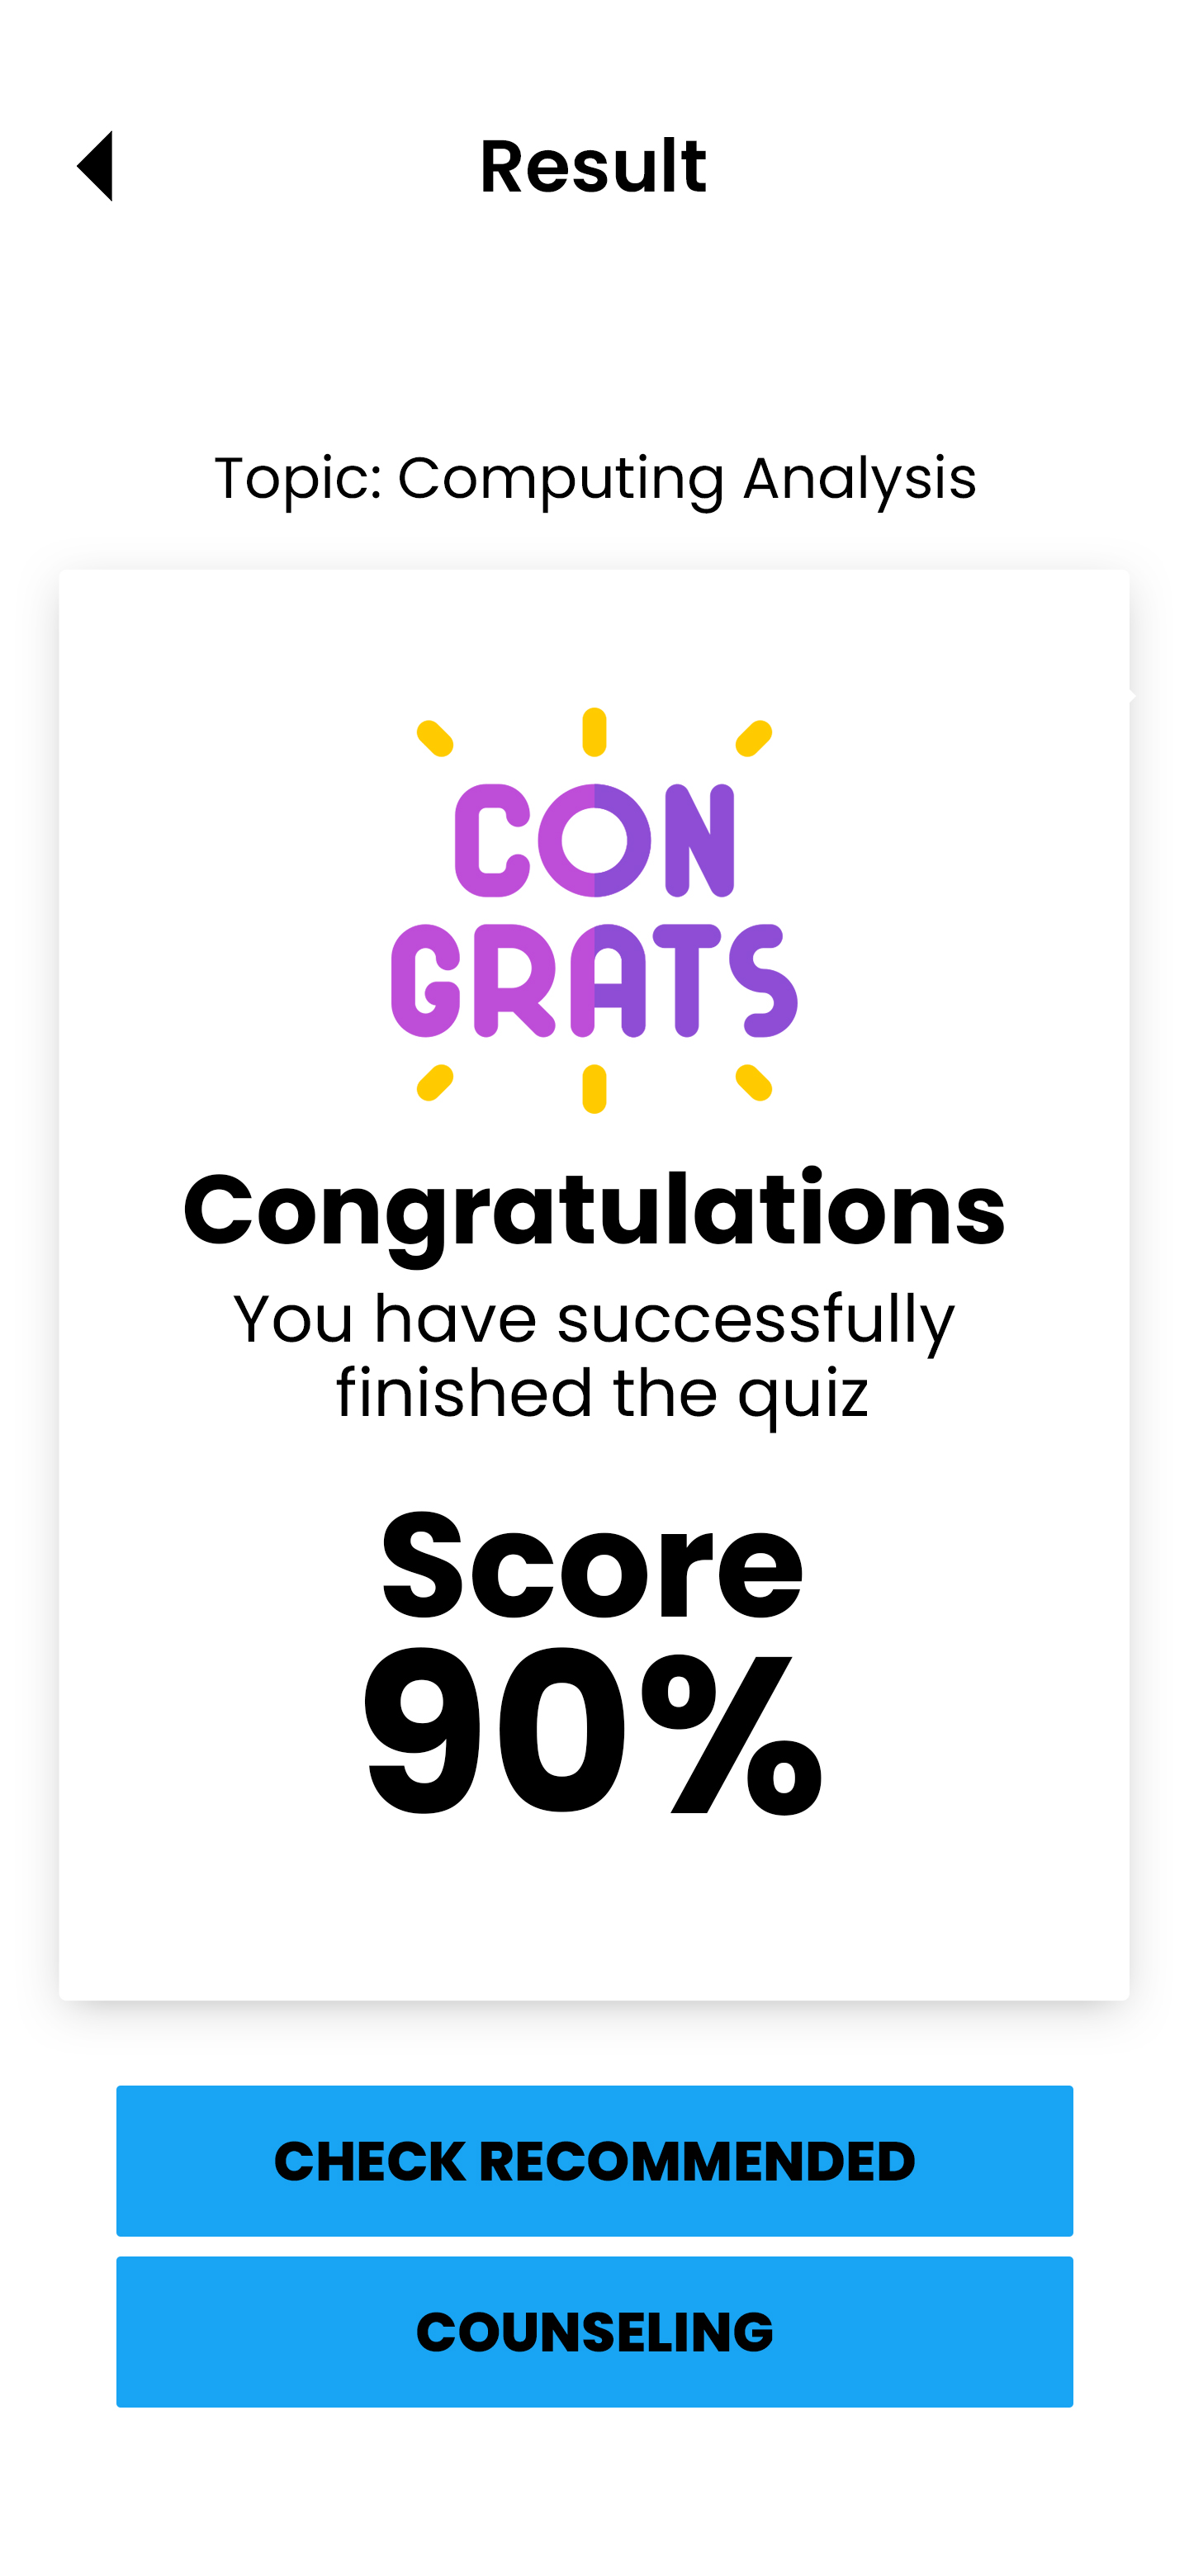 Result
Topic: Computing Analysis
CON
GRATS
Congratulations
You have successfully
finished the quiz
Score
90%
CHECK RECOMMENDED
COUNSELING